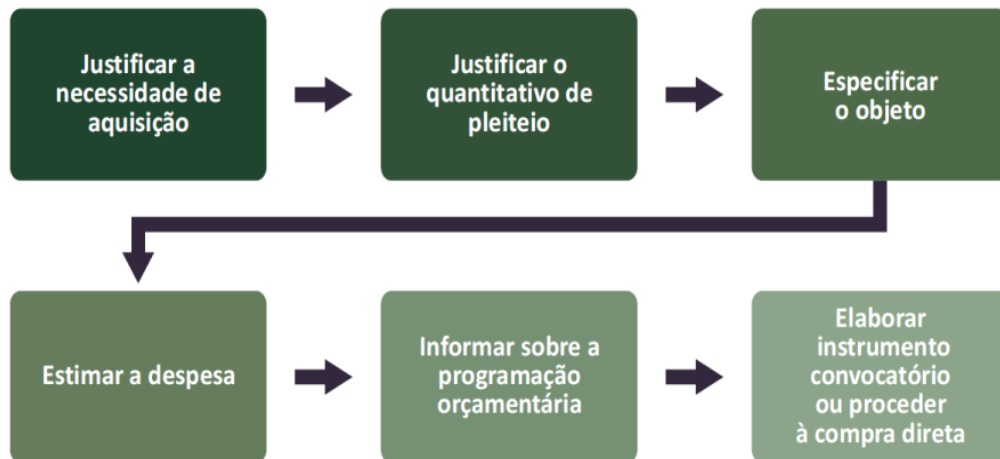 Justificar a
necessidade de
aquisição
Justificar o
quantitativo de
pleiteio
Especificar
o objeto
Estimar a despesa
Informar sobre a
programação
orçamentária
Elaborar
instrumento
convocatório
ou proceder
à compra direta